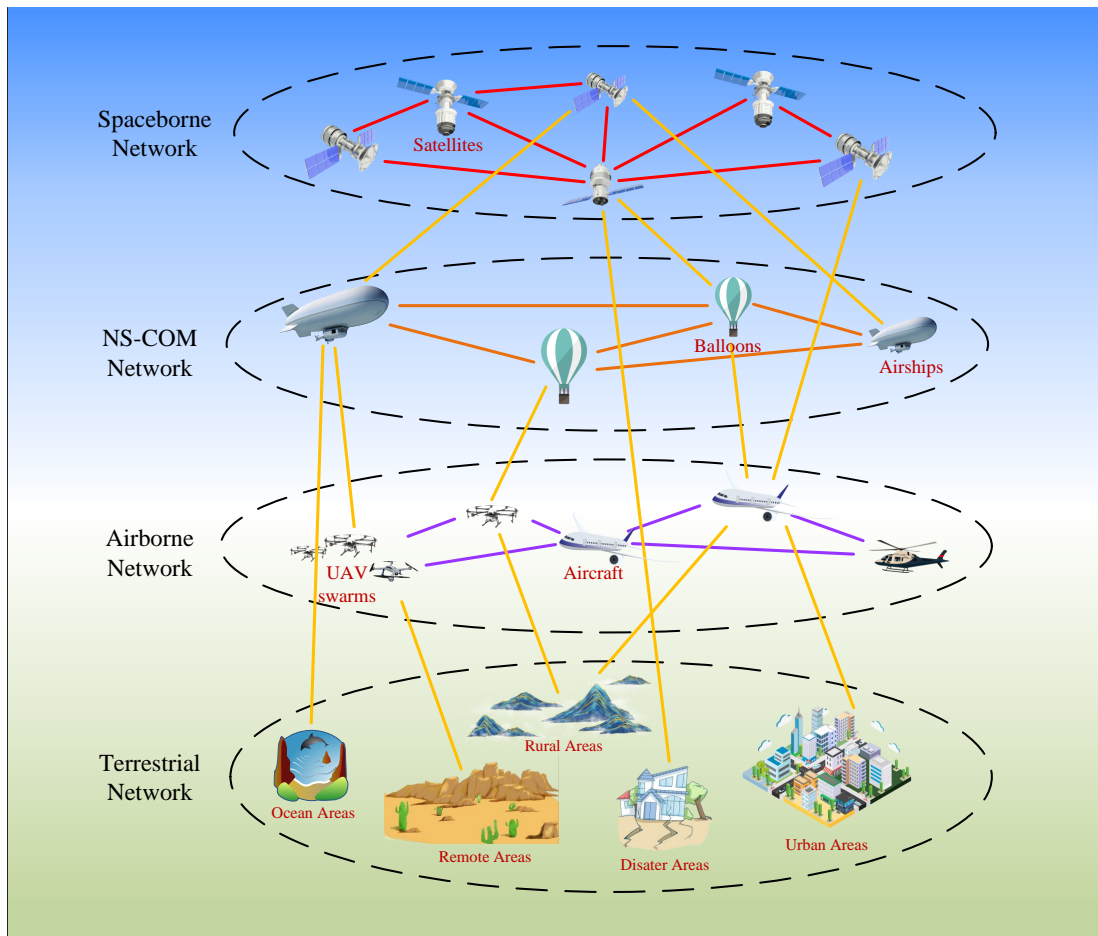 Spaceborne
Network
Satellites
NS-COM
Network
Balloons
Airships
Airborne
Network
UAV
swarms
Aircraft
Terrestrial
Network
Rural Areas
Ocean Areas
Remote Areas
Disater Areas
Urban Areas